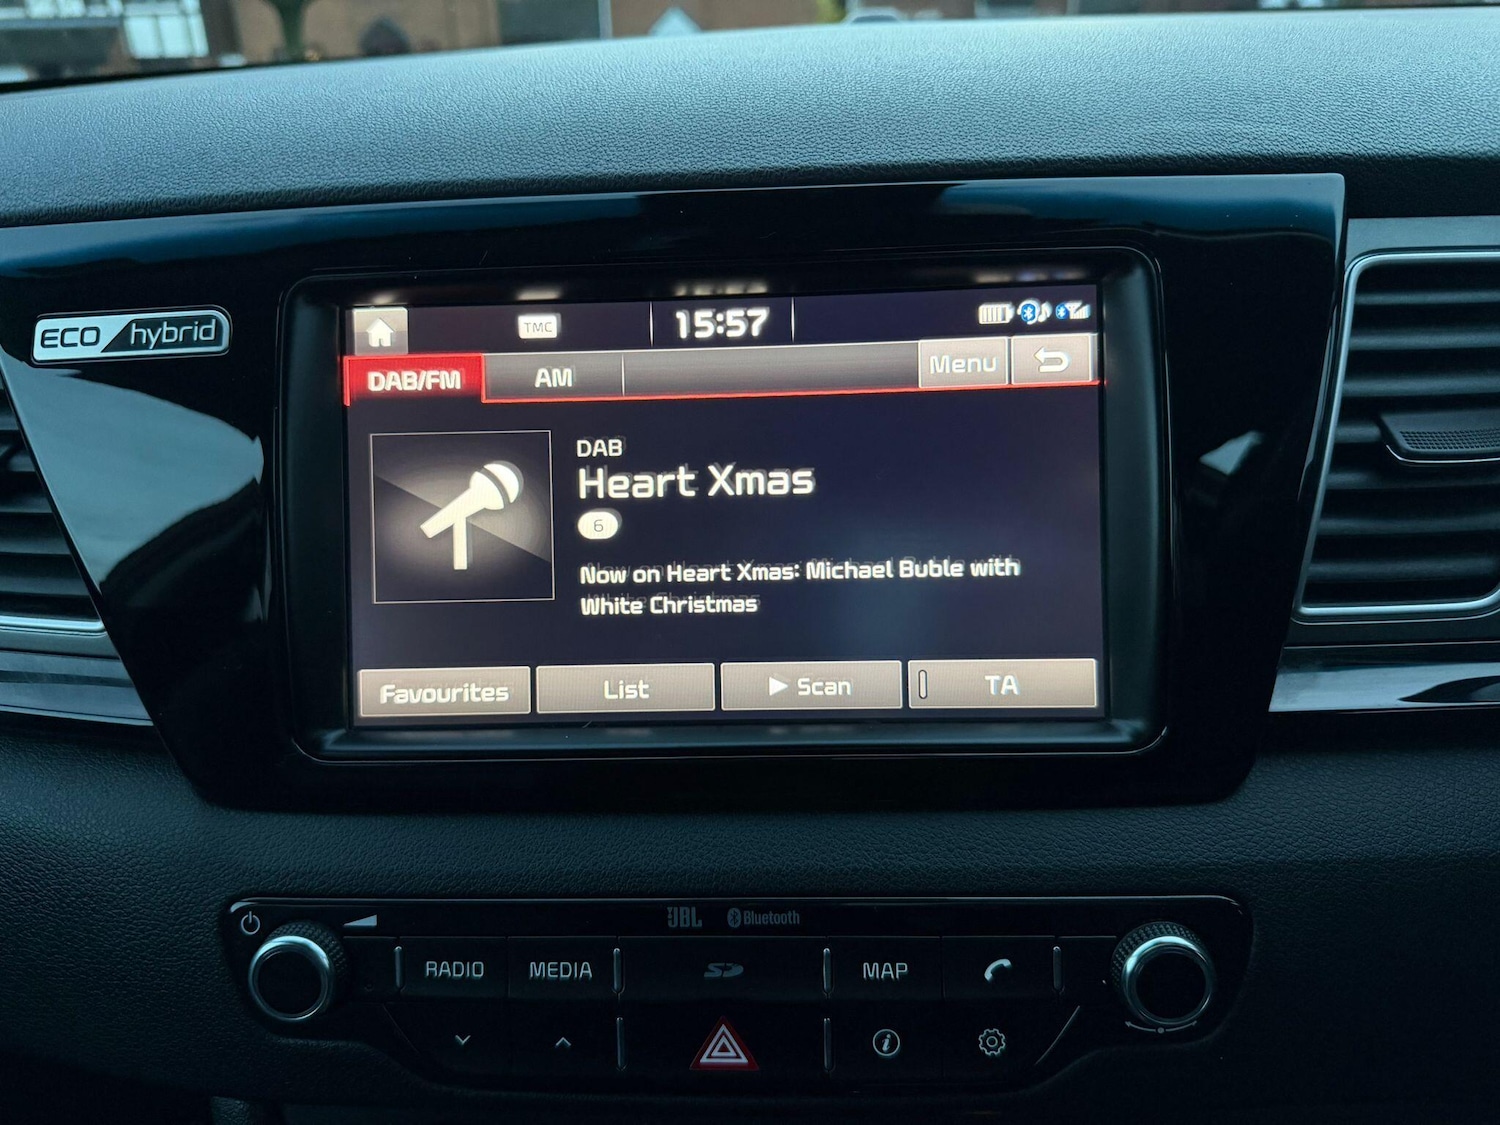 ECO hybrid
TMC
15:57
DAB/FM
AM
Menu
DAB
Heart Xmas
6
Now on Heart Xmas: Michael Buble with
White Christmas
Favourites
List
Scan
TA
JBL
Bluetooth
RADIO
MEDIA
SD
MAP
i